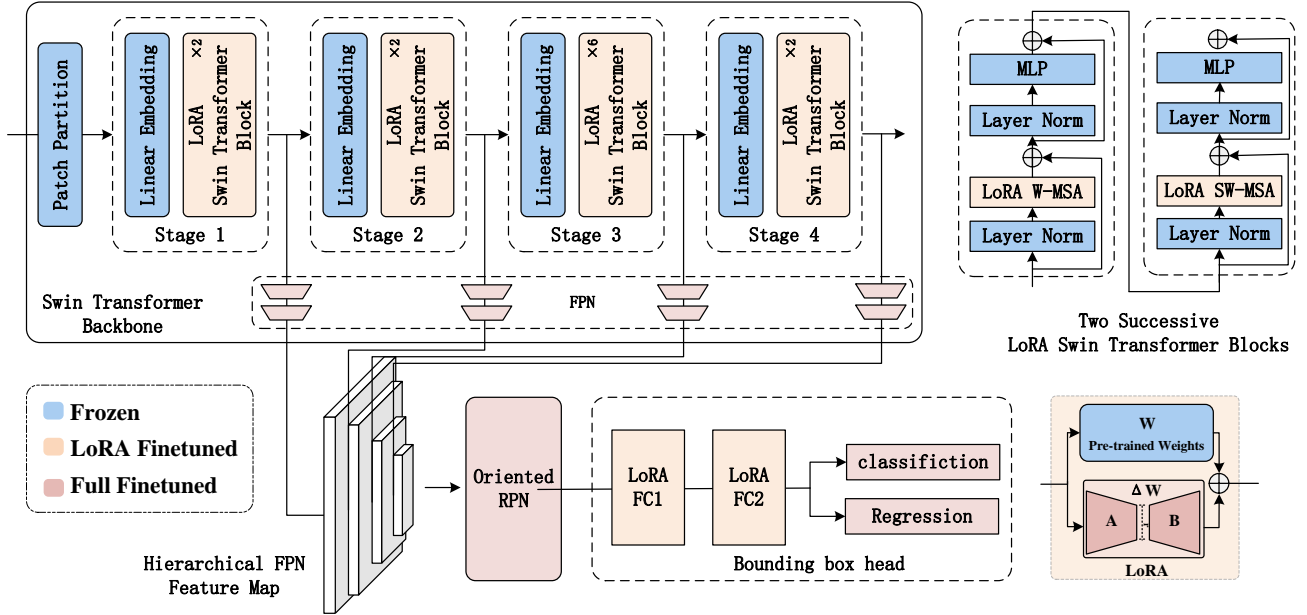 Patch Partition
Linear Embedding
LoRA
Swin Transformer
Block
×2
Stage 1
Linear Embedding
LoRA
Swin Transformer
Block
×2
Stage 2
Linear Embedding
LoRA
Swin Transformer
Block
×6
Stage 3
Linear Embedding
LoRA
Swin Transformer
Block
×2
Stage 4
Swin Transformer
Backbone
FPN
MLP
Layer Norm
LoRA W-MSA
Layer Norm
MLP
Layer Norm
LoRA SW-MSA
Layer Norm
Two Successive
LoRA Swin Transformer Blocks
Frozen
LoRA Finetuned
Full Finetuned
Hierarchical FPN
Feature Map
Oriented
RPN
LoRA
FC1
LoRA
FC2
classifiction
Regression
Bounding box head
W
Pre-trained Weights
Δ W
A
B
LoRA